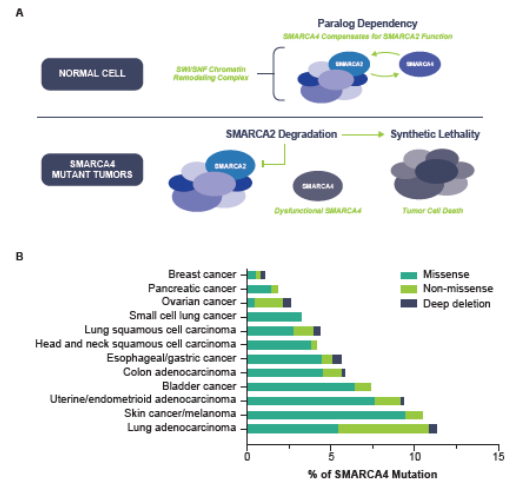 A
Paralog Dependency
SMARCA4 Compensates for SMARCA2 Function
NORMAL CELL
SWI/SNF Chromatin
Remodeling Complex
SMARCA2
SMARCA4
SMARCA2 Degradation
Synthetic Lethality
SMARCA4
MUTANT TUMORS
SMARCA2
SMARCA4
Dysfunctional SMARCA4
Tumor Cell Death
B
Breast cancer
Pancreatic cancer
Ovarian cancer
Small cell lung cancer
Lung squamous cell carcinoma
Head and neck squamous cell carcinoma
Esophageal/gastric cancer
Colon adenocarcinoma
Bladder cancer
Uterine/endometrioid adenocarcinoma
Skin cancer/melanoma
Lung adenocarcinoma
Missense
Non-missense
Deep deletion
0 5 10 15
% of SMARCA4 Mutation